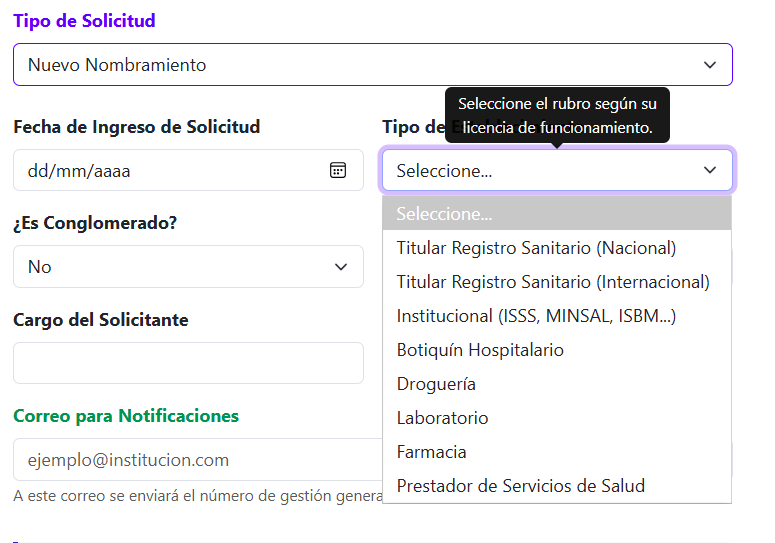 Tipo de Solicitud
Nuevo Nombramiento
Seleccione el rubro según su
licencia de funcionamiento.
Fecha de Ingreso de Solicitud
Tipo de
dd/mm/aaaa
Seleccione...
¿Es Conglomerado?
Seleccione...
Titular Registro Sanitario (Nacional)
No
Titular Registro Sanitario (Internacional)
Cargo del Solicitante
Institucional (ISSS, MINSAL, ISBM...)
Botiquín Hospitalario
Droguería
Correo para Notificaciones
Laboratorio
ejemplo@institucion.com
Farmacia
A este correo se enviará el número de gestión
Prestador de Servicios de Salud